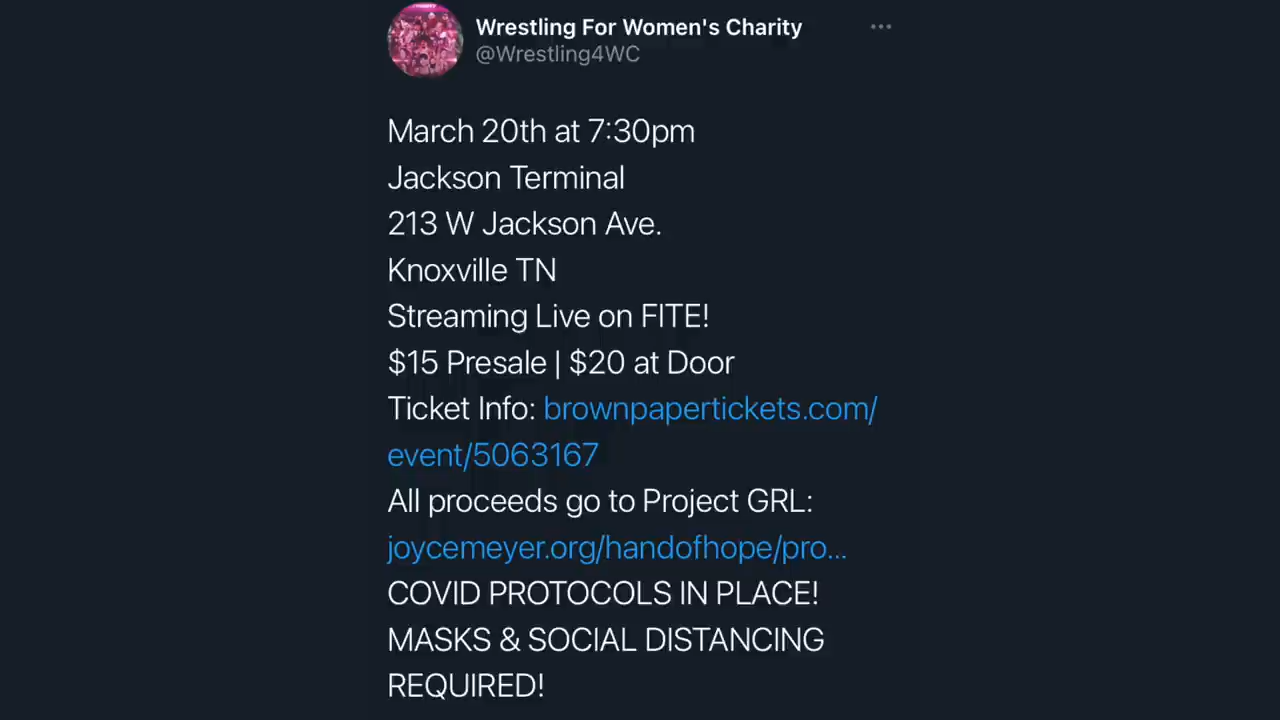 Wrestling For Women's Charity
@Wrestling4WC
March 20th at 7:30pm
Jackson Terminal
213 W Jackson Ave.
Knoxville TN
Streaming Live on FITE!
$15 Presale | $20 at Door
Ticket Info: brownpapertickets.com/
event/5063167
All proceeds go to Project GRL:
joycemeyer.org/handofhope/pro...
COVID PROTOCOLS IN PLACE!
MASKS & SOCIAL DISTANCING
REQUIRED!